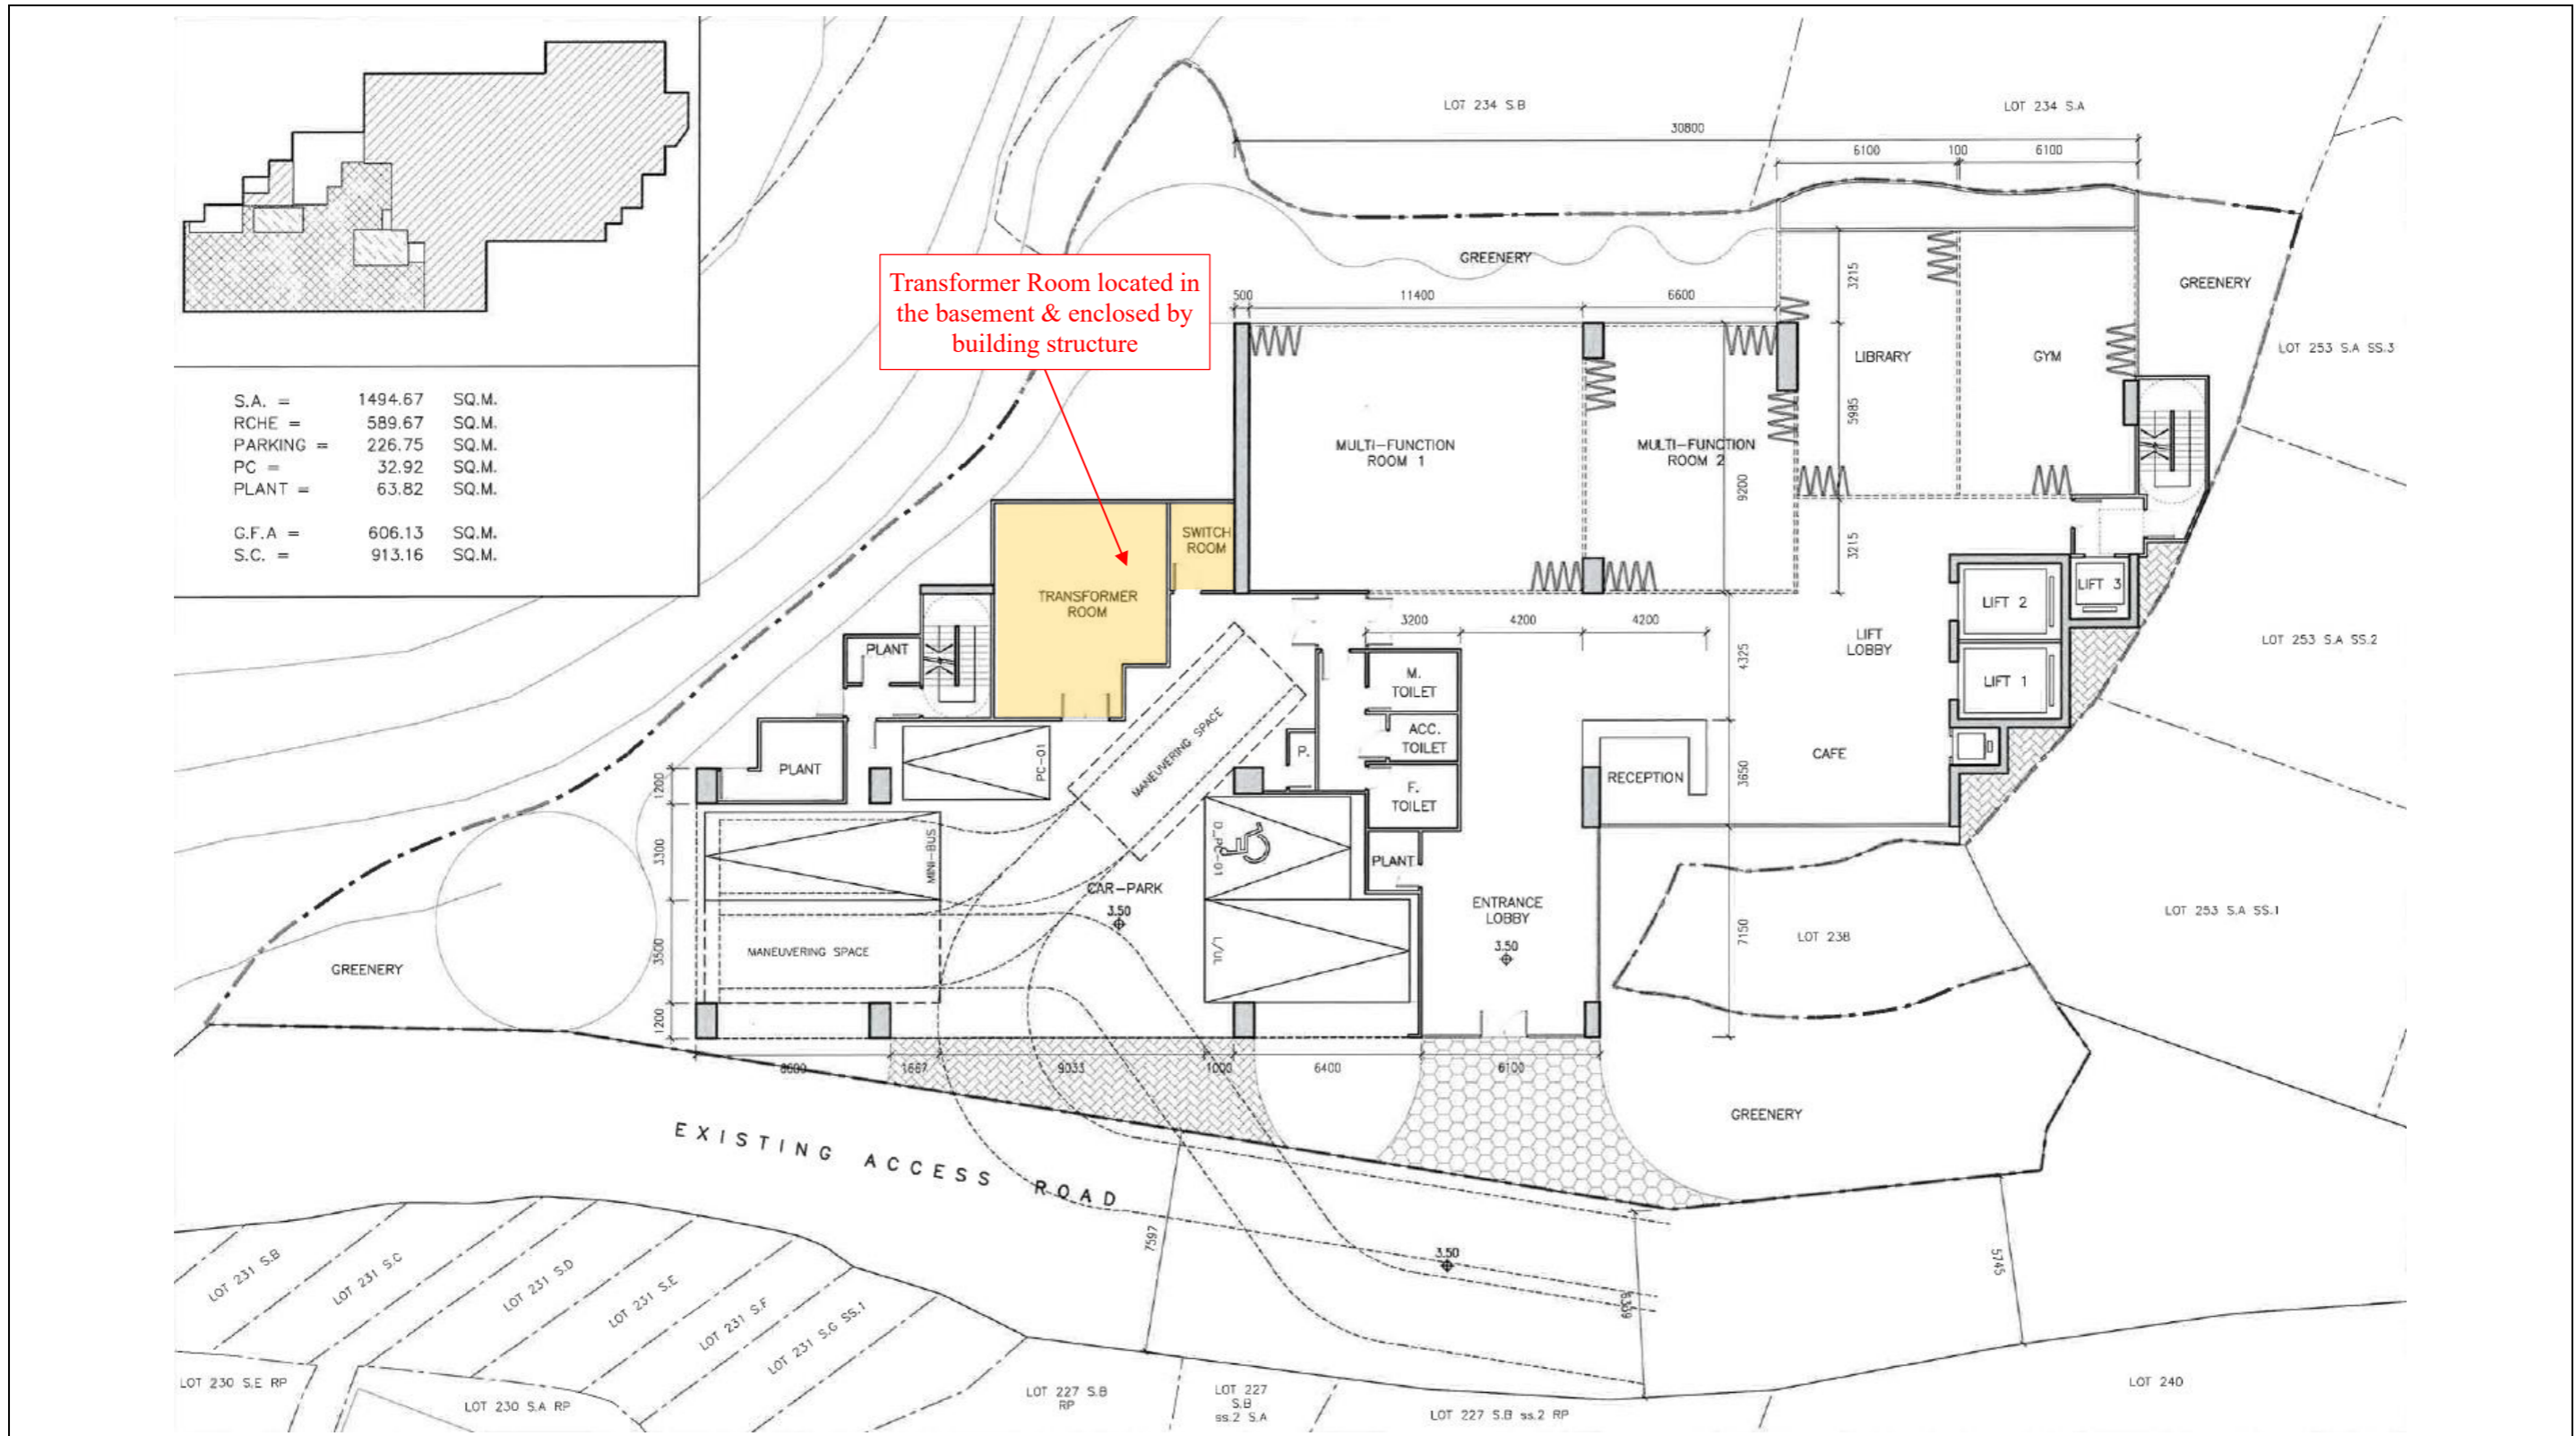 LOT 234 S.B
LOT 234 S.A
30800
6100
100
6100
GREENERY
GREENERY
Transformer Room located in
the basement & enclosed by
building structure
500
11400
6600
3215
LIBRARY
GYM
LOT 253 S.A SS.3
S.A. = 1494.67 SQ.M.
RCHE = 589.67 SQ.M.
PARKING = 226.75 SQ.M.
PC = 32.92 SQ.M.
PLANT = 63.82 SQ.M.
G.F.A = 606.13 SQ.M.
S.C. = 913.16 SQ.M.
MULTI-FUNCTION
ROOM 1
MULTI-FUNCTION
ROOM 2
5985
9200
3215
SWITCH
ROOM
TRANSFORMER
ROOM
LIFT 3
LIFT 2
LIFT 1
LIFT
LOBBY
LOT 253 S.A SS.2
3200
4200
4200
4325
PLANT
M.
TOILET
ACC.
TOILET
F.
TOILET
P.
MANEUVERING SPACE
PC-01
PLANT
RECEPTION
CAFE
3650
1200
3300
3500
1200
MINI-BUS
D_PC-01
PLANT
CAR-PARK
3.50
L/UL
MANEUVERING SPACE
ENTRANCE
LOBBY
3.50
7150
LOT 238
LOT 253 S.A SS.1
GREENERY
1667
9033
1000
6400
6100
GREENERY
EXISTING ACCESS ROAD
7597
3.50
5745
LOT 231 S.B
LOT 231 S.C
LOT 231 S.D
LOT 231 S.E
LOT 231 S.F
LOT 231 S.G SS.1
LOT 230 S.E RP
LOT 230 S.A RP
LOT 227 S.B
RP
LOT 227
S.B
ss.2 S.A
LOT 227 S.B ss.2 RP
LOT 240